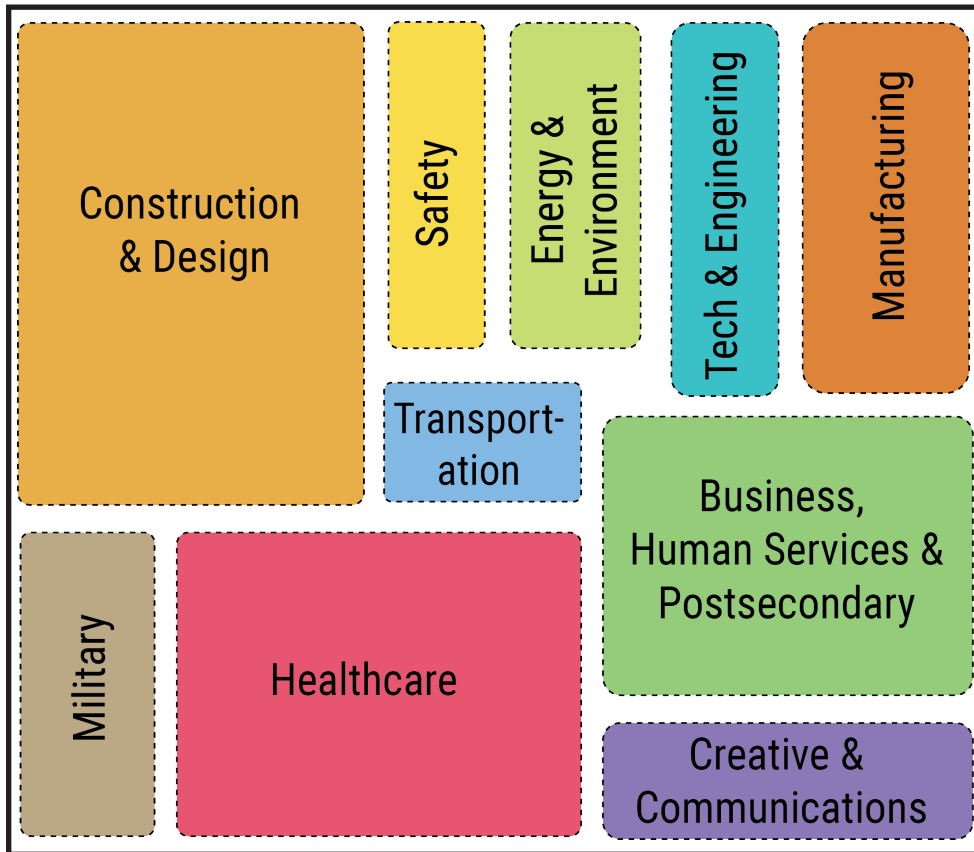 Construction
& Design
Safety
Energy &
Environment
Tech & Engineering
Manufacturing
Transport-
ation
Business,
Human Services &
Postsecondary
Military
Healthcare
Creative &
Communications